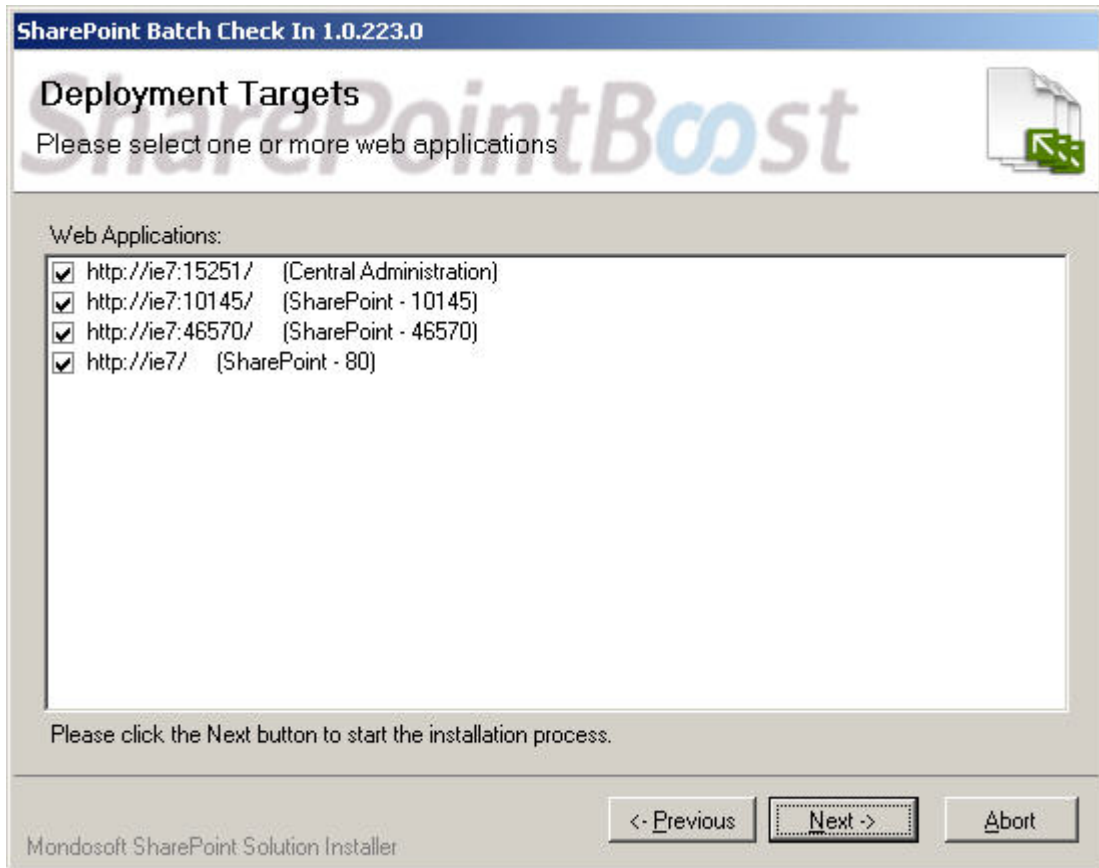 SharePoint Batch Check In 1.0.223.0
SharePointBoost
Deployment Targets
Please select one or more web applications
Web Applications:
http://ie7:15251/ (Central Administration)
http://ie7:10145/ (SharePoint - 10145)
http://ie7:46570/ (SharePoint - 46570)
http://ie7/ (SharePoint - 80)
Please click the Next button to start the installation process.
<- Previous Next -> Abort
Mondosoft SharePoint Solution Installer